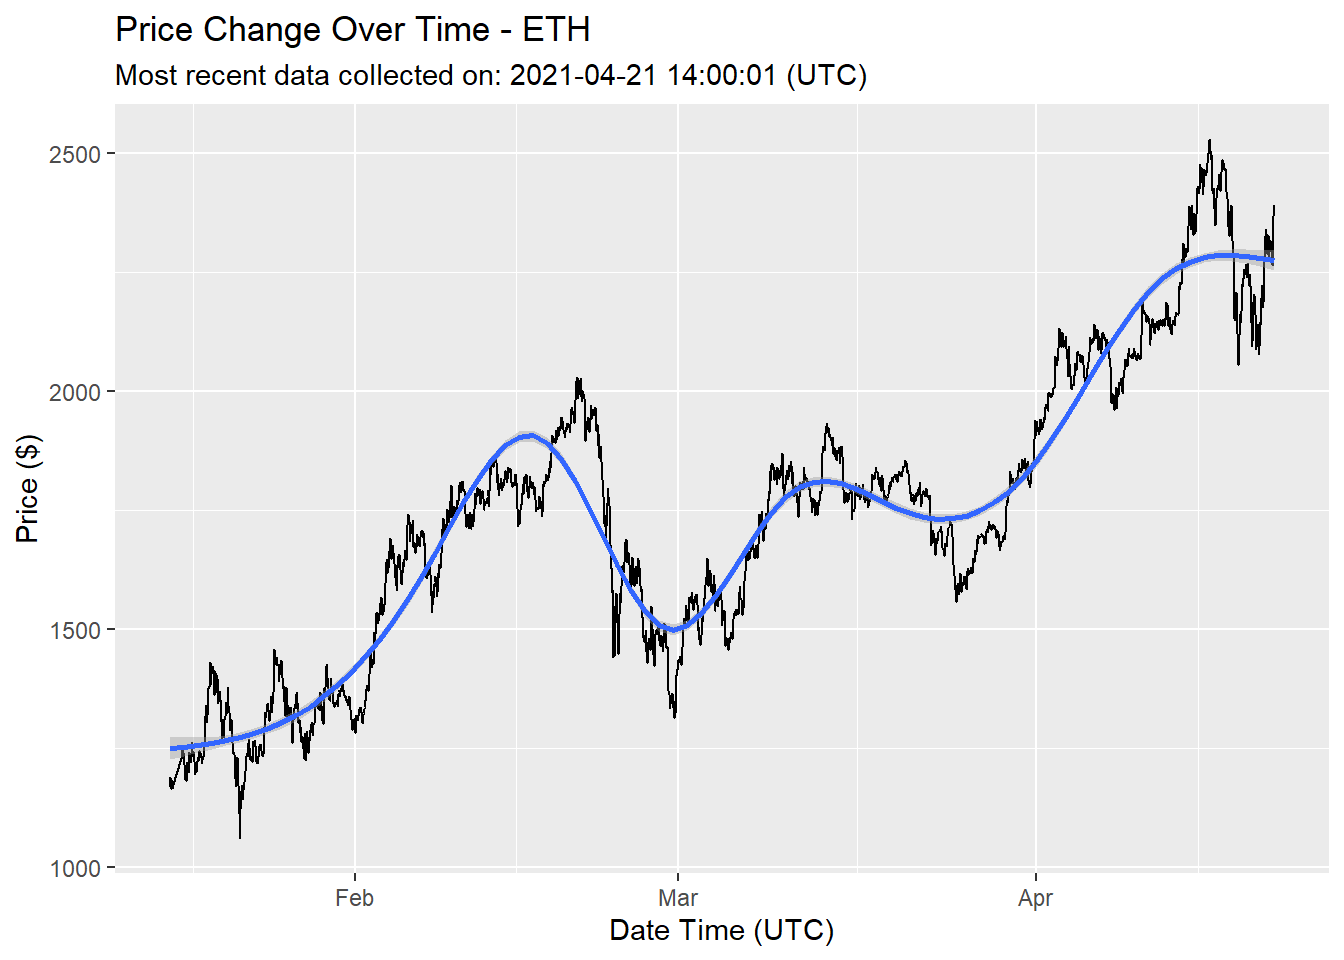 Price Change Over Time - ETH
Most recent data collected on: 2021-04-21 14:00:01 (UTC)
2500
2000
1500
1000
Price ($)
Feb Mar Apr
Date Time (UTC)